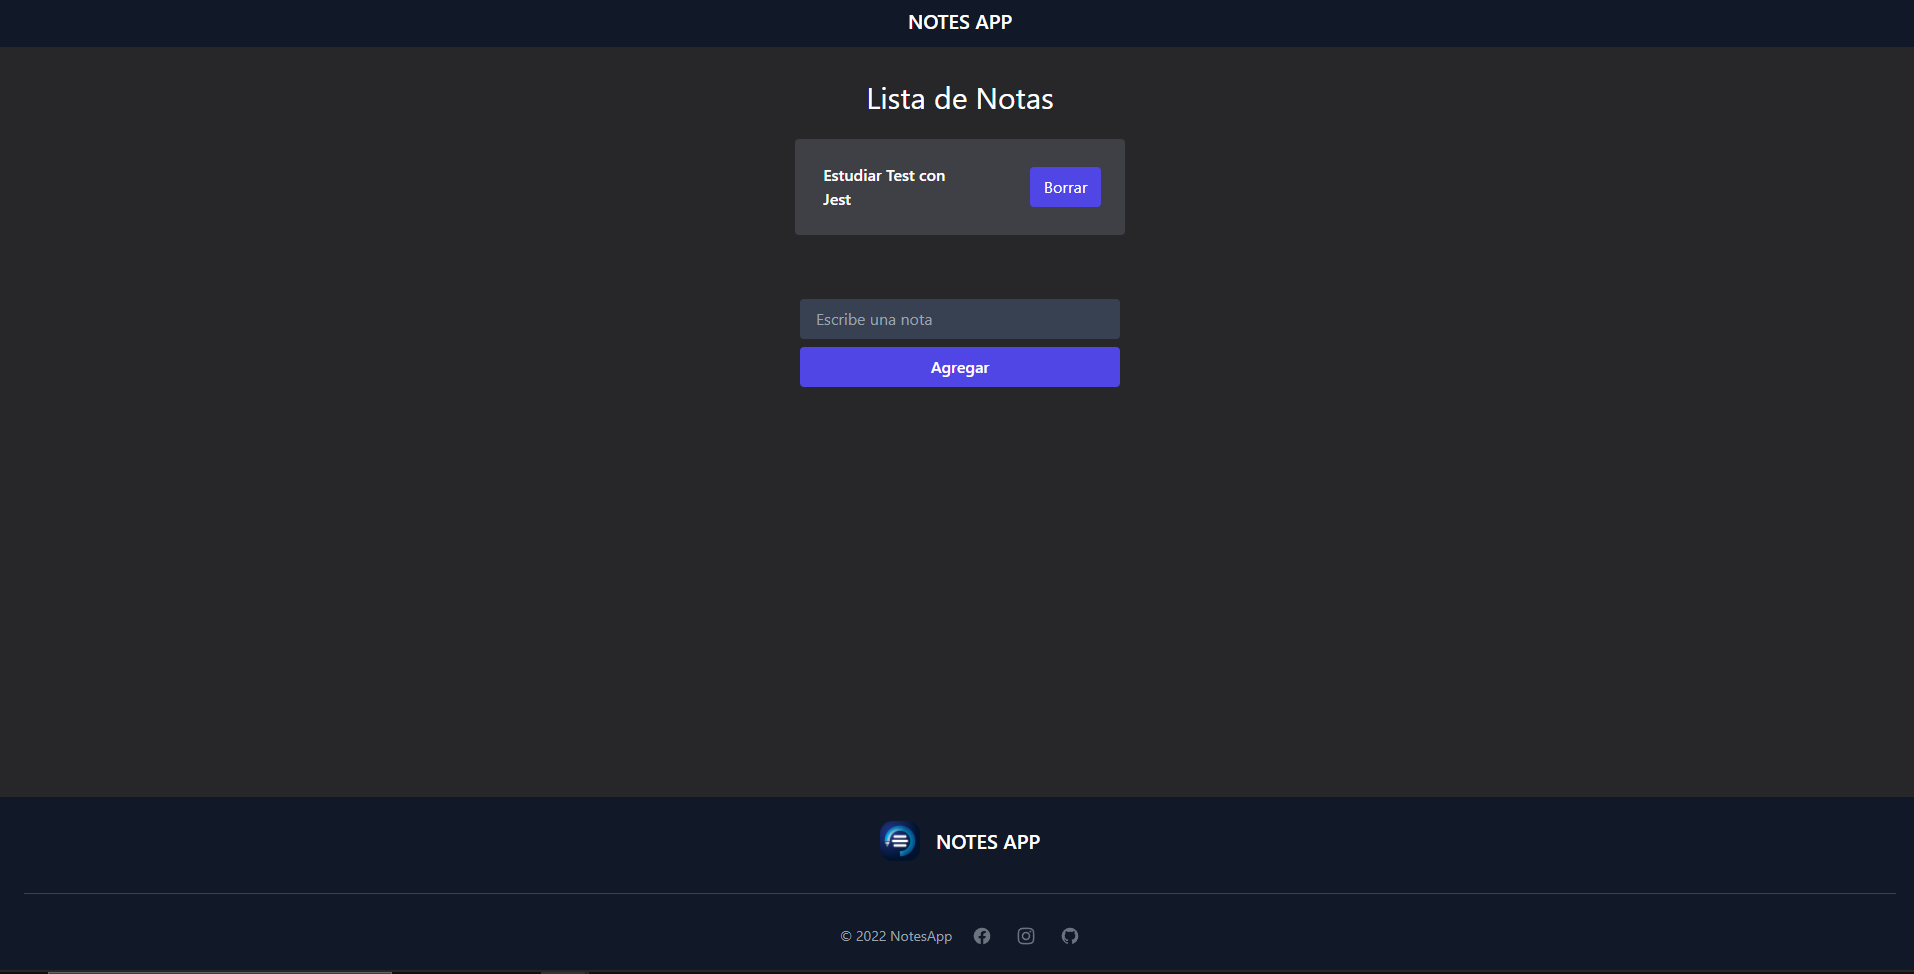 NOTES APP
Lista de Notas
Estudiar Test con
Jest
Borrar
Escribe una nota
Agregar
NOTES APP
© 2022 NotesApp